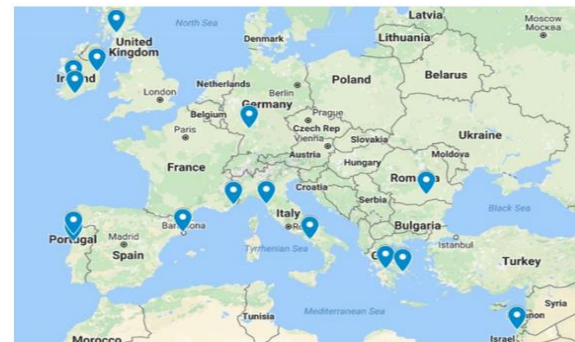 Latvia
Moscow
Москва
North Sea
Denmark
Lithuania
United
Kingdom
Ireland
Netherlands
Berlin
Poland
Belarus
London
Germany
Belgium
Prague
Czech Rep
Ukraine
Paris
Vienna
Slovakia
Austria
Moldova
Hungary
France
Croatia
Serbia
Italy
Bulgaria
Black Sea
Barcelona
Istanbul
Portugal
Madrid
Spain
Tyrrhenian Sea
Turkey
Mediterranean Sea
Syria
Tunisia
Israel
Morocco